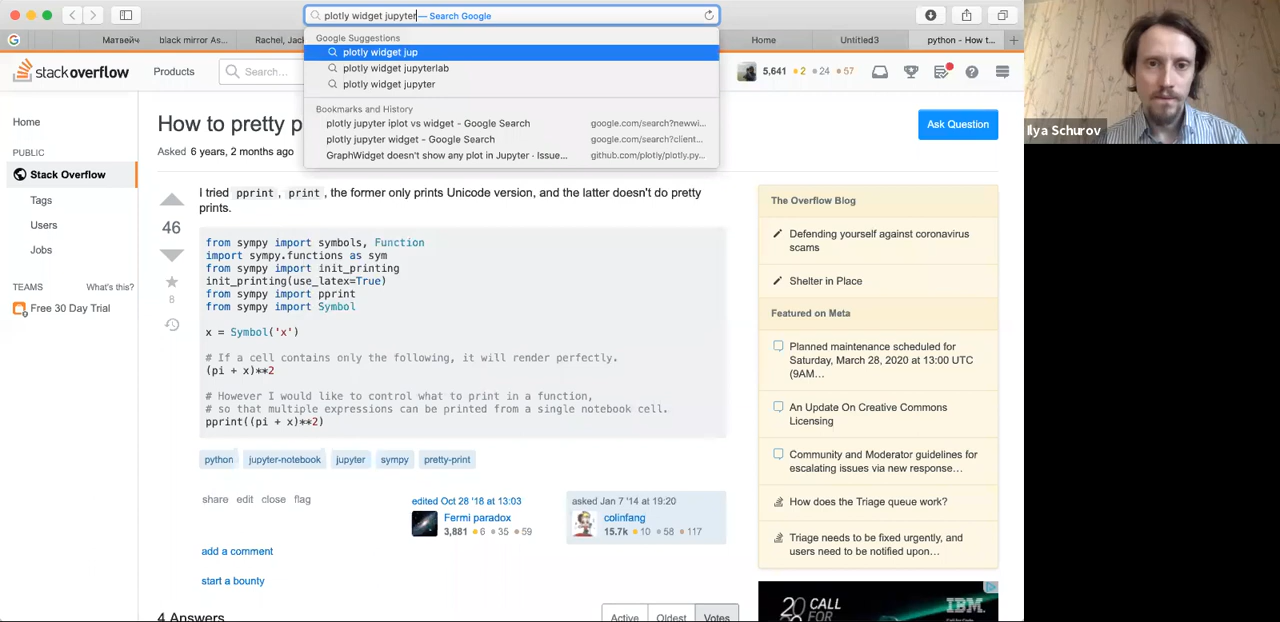 plotly widget jupyter — Search Google
Матвейч
black mirror As...
Rachel, Jack
Home
Untitled3
python - How t...
Google Suggestions
plotly widget jup
plotly widget jupyterlab
plotly widget jupyter
Bookmarks and History
plotly jupyter iplot vs widget - Google Search google.com/search?newwi...
plotly jupyter widget - Google Search google.com/search?client...
GraphWidget doesn't show any plot in Jupyter · Issue... github.com/plotly/plotly.py...
stackoverflow
Products
Search...
5,641 2 24 57
Ilya Schurov
Home
PUBLIC
Stack Overflow
Tags
Users
Jobs
TEAMS What's this?
Free 30 Day Trial
How to pretty p
Ask Question
Asked 6 years, 2 months ago
46
8
I tried pprint, print, the former only prints Unicode version, and the latter doesn't do pretty
prints.
from sympy import symbols, Function
import sympy.functions as sym
from sympy import init_printing
init_printing(use_latex=True)
from sympy import pprint
from sympy import Symbol
x = Symbol('x')
# If a cell contains only the following, it will render perfectly.
(pi + x)**2
# However I would like to control what to print in a function,
# so that multiple expressions can be printed from a single notebook cell.
pprint((pi + x)**2)
python jupyter-notebook jupyter sympy pretty-print
share edit close flag
edited Oct 28 '18 at 13:03
Fermi paradox
3,881 6 35 59
asked Jan 7 '14 at 19:20
colinfang
15.7k 10 58 117
add a comment
start a bounty
4 Answers
Active Oldest Votes
The Overflow Blog
Defending yourself against coronavirus
scams
Shelter in Place
Featured on Meta
Planned maintenance scheduled for
Saturday, March 28, 2020 at 13:00 UTC
(9AM...
An Update On Creative Commons
Licensing
Community and Moderator guidelines for
escalating issues via new response...
How does the Triage queue work?
Triage needs to be fixed urgently, and
users need to be notified upon...
20 CALL
FOR
IBM